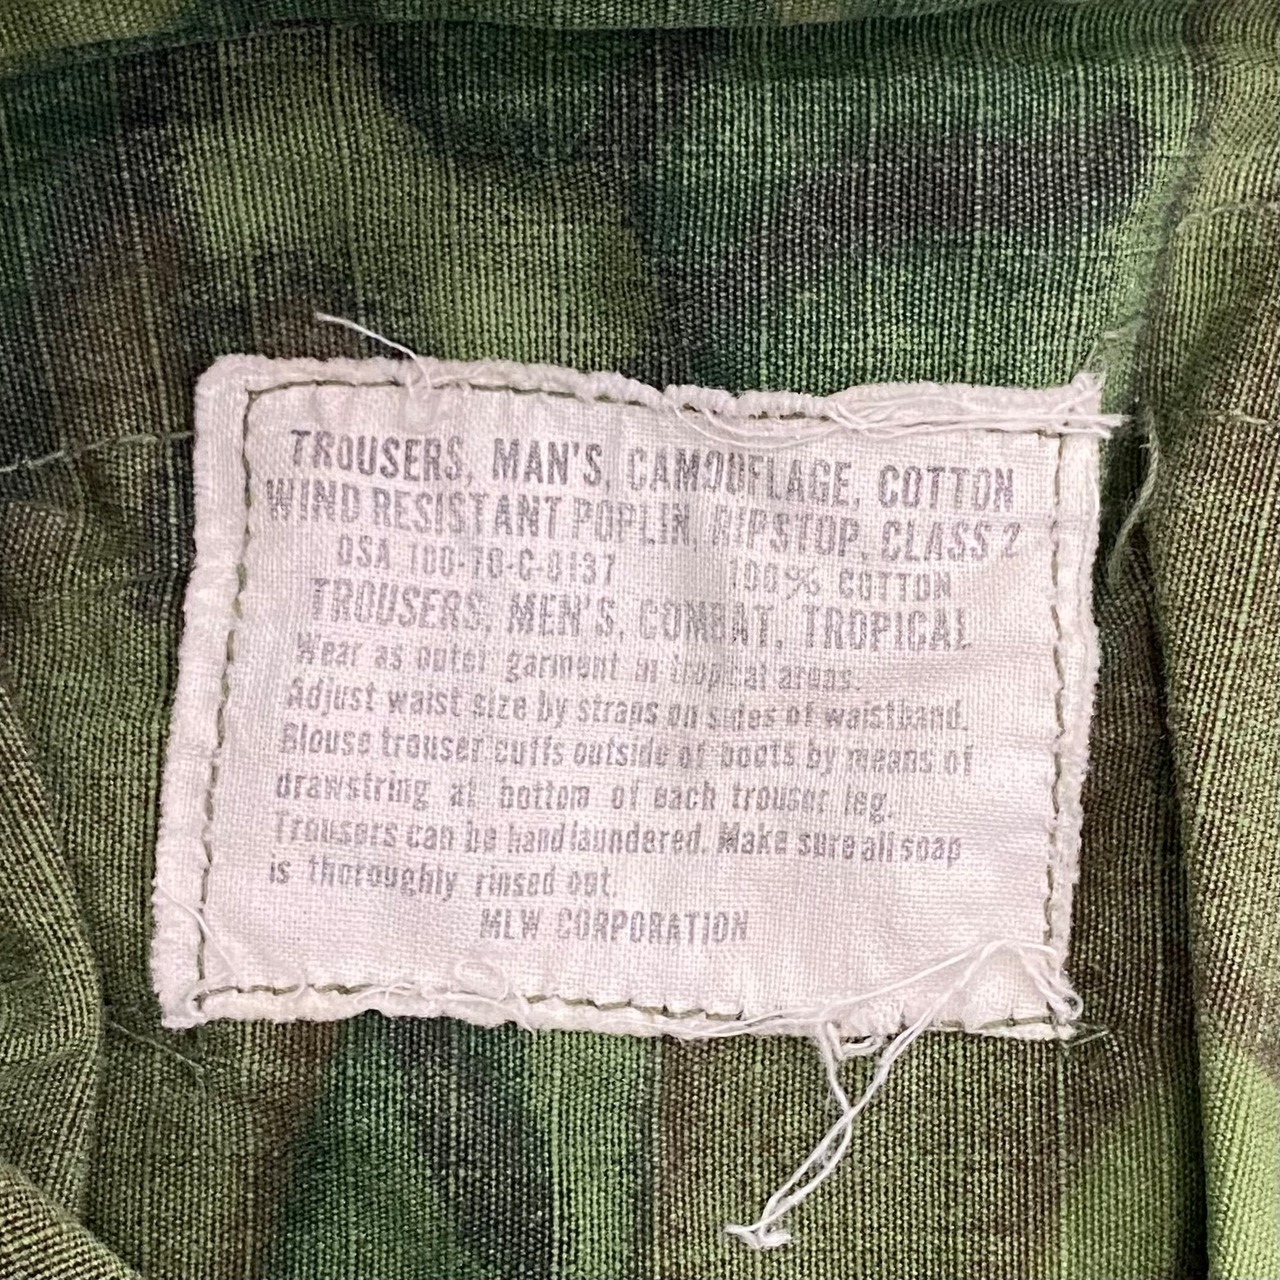 TROUSERS, MAN'S, CAMOUFLAGE, COTTON
WIND RESISTANT POPLIN, RIPSTOP, CLASS 2
DSA 100-70-C-0137 100% COTTON
TROUSERS, MEN'S, COMBAT, TROPICAL
Wear as outer garment in tropical areas.
Adjust waist size by straps on sides of waistband.
Blouse trouser cuffs outside of boots by means of
drawstring at bottom of each trouser leg.
Trousers can be hand laundered. Make sure all soap
is thoroughly rinsed out.
MLW CORPORATION